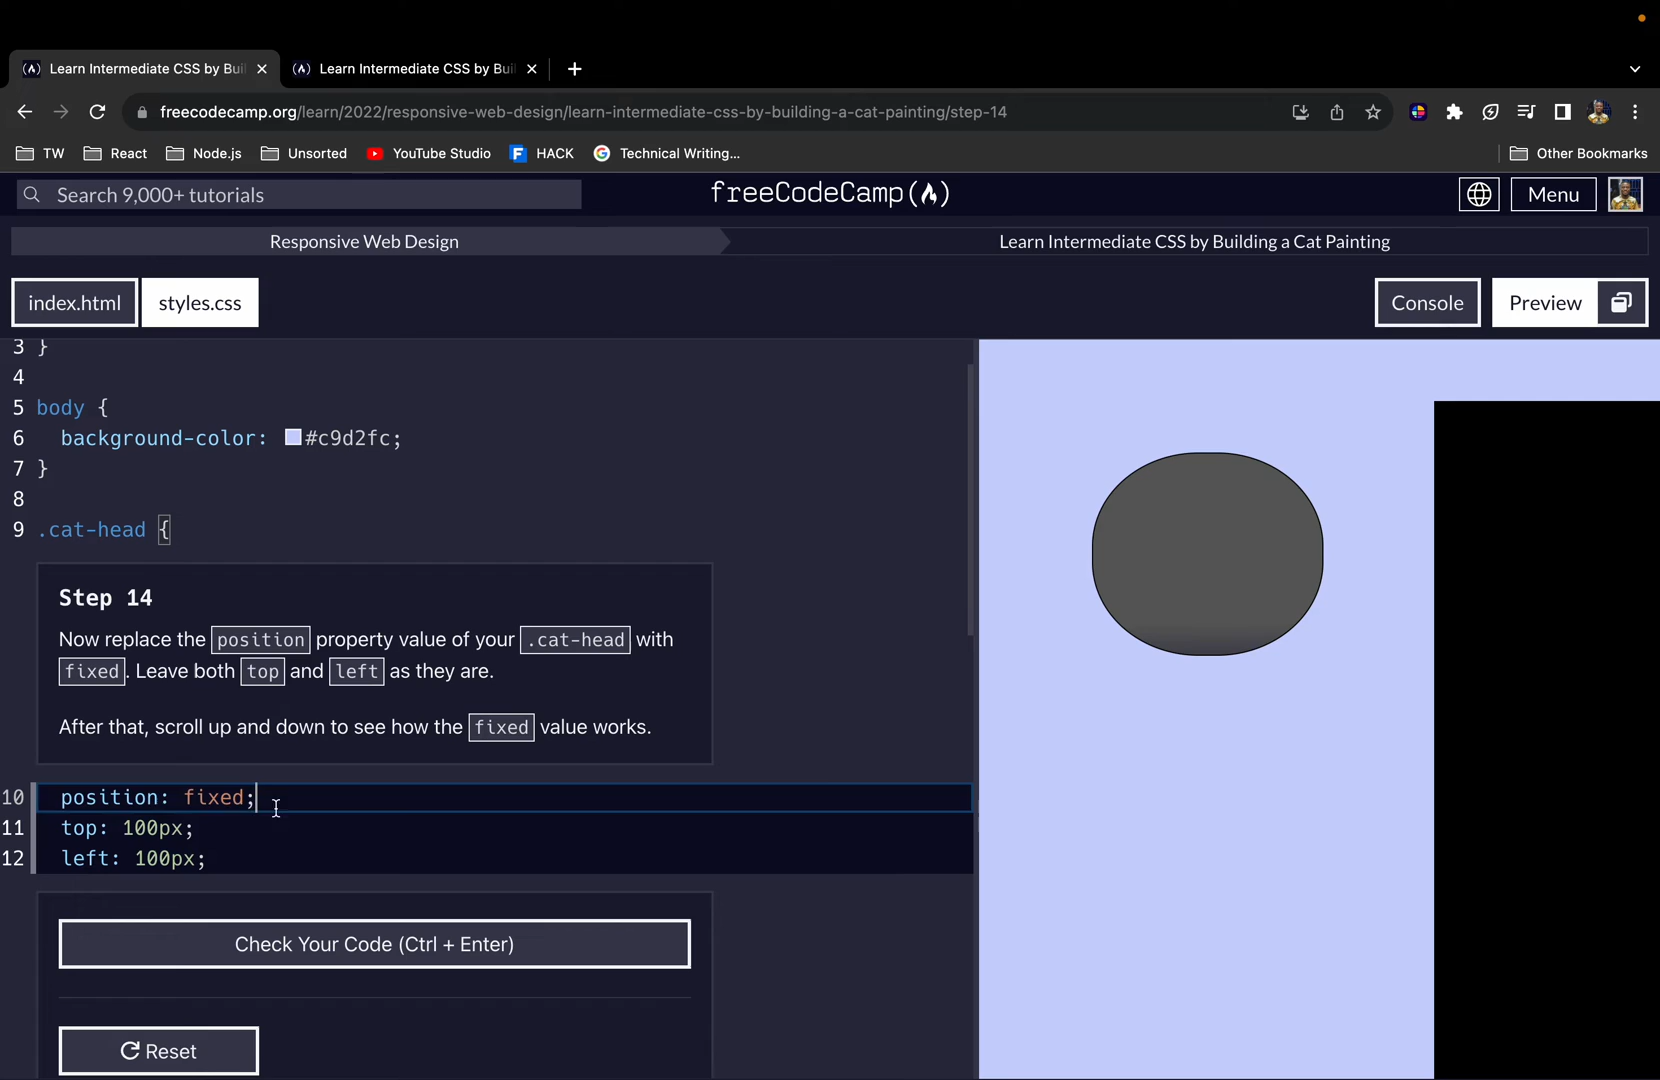 Learn Intermediate CSS by Buil
Learn Intermediate CSS by Buil
freecodecamp.org/learn/2022/responsive-web-design/learn-intermediate-css-by-building-a-cat-painting/step-14
TW
React
Node.js
Unsorted
YouTube Studio
HACK
Technical Writing...
Other Bookmarks
Search 9,000+ tutorials
freeCodeCamp
Menu
Responsive Web Design
Learn Intermediate CSS by Building a Cat Painting
index.html
styles.css
Console
Preview
3 }
4
5 body {
6 background-color: #c9d2fc;
7 }
8
9 .cat-head {
Step 14
Now replace the position property value of your .cat-head with
fixed. Leave both top and left as they are.
After that, scroll up and down to see how the fixed value works.
10 position: fixed;
11 top: 100px;
12 left: 100px;
Check Your Code (Ctrl + Enter)
Reset